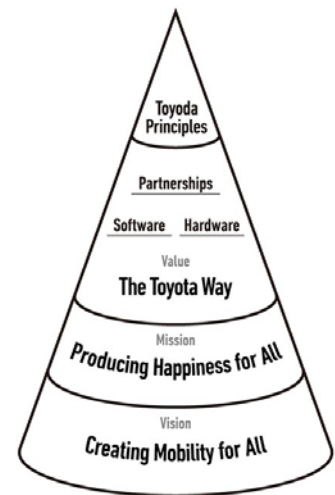 Toyoda
Principles
Partnerships
Software Hardware
Value
The Toyota Way
Mission
Producing Happiness for All
Vision
Creating Mobility for All